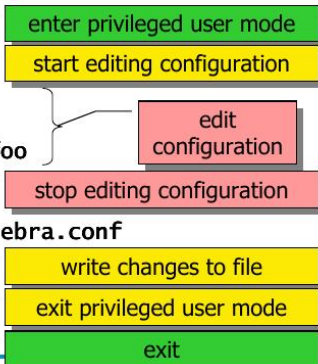 enter privileged user mode
start editing configuration
edit
configuration
foo
stop editing configuration
ebra.conf
write changes to file
exit privileged user mode
exit